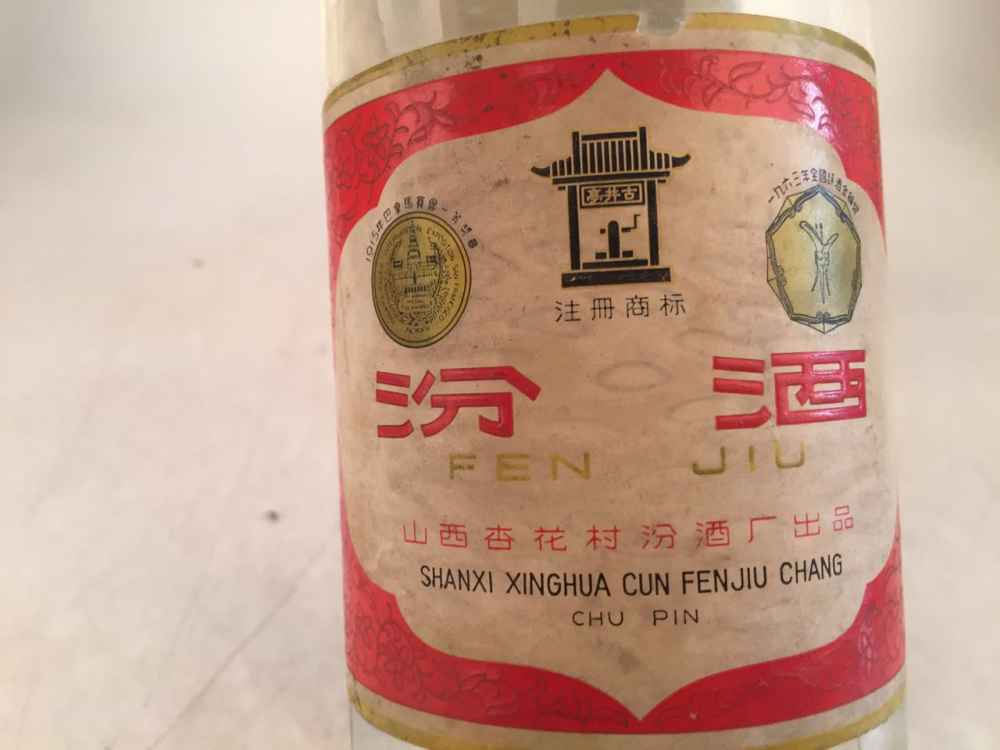 古井亭
注册商标
汾 酒
FEN JIU
山西杏花村汾酒厂出品
SHANXI XINGHUA CUN FENJIU CHANG
CHU PIN